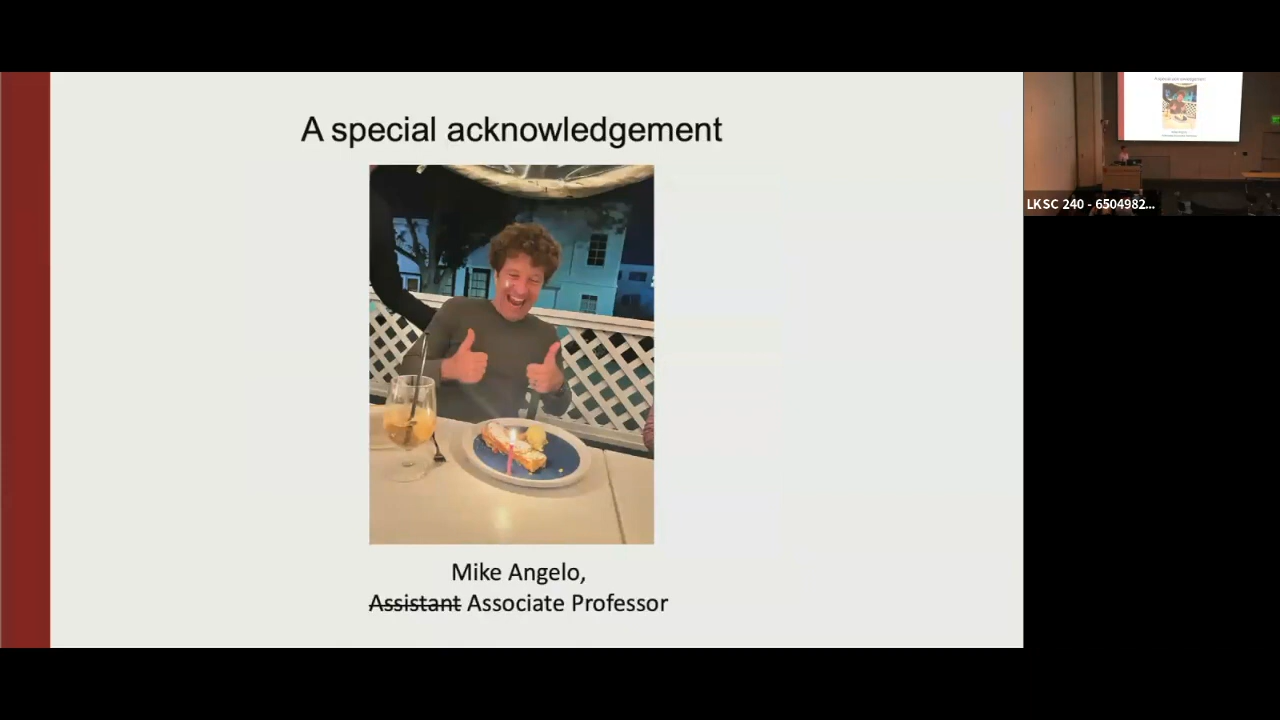 A special acknowledgement
Mike Angelo,
Assistant Associate Professor
LKSC 240 - 6504982...